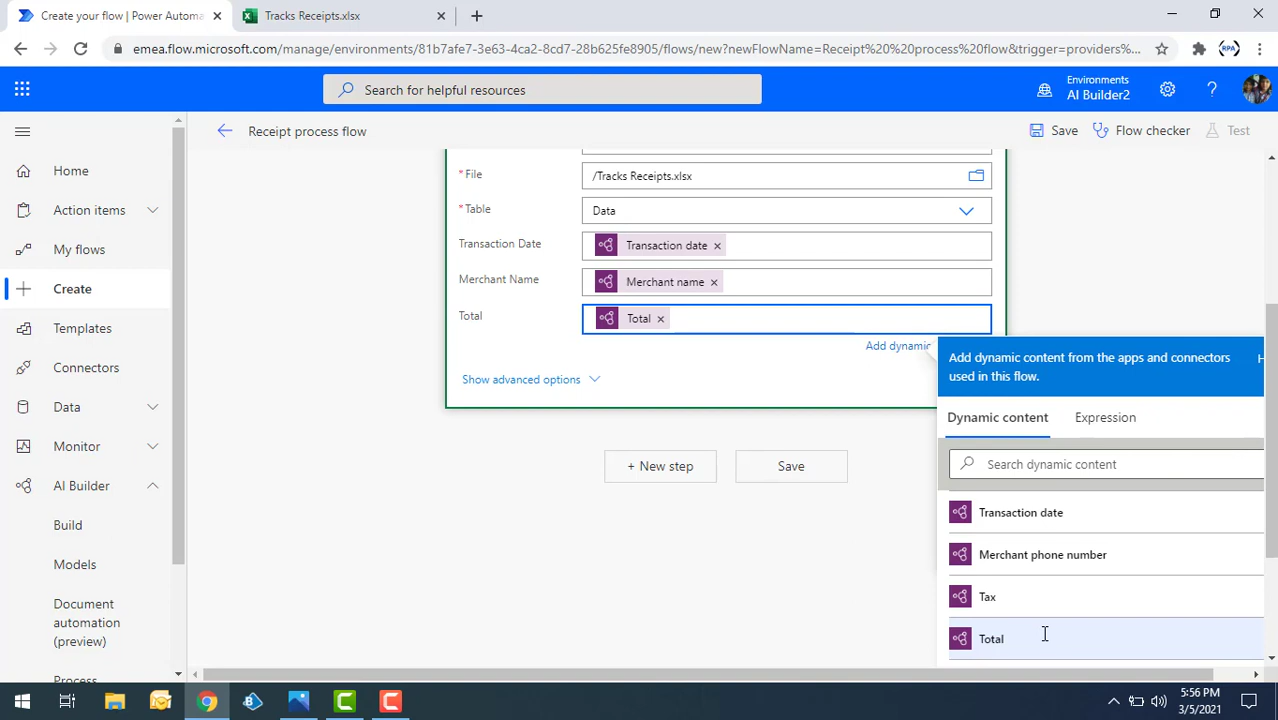 Create your flow | Power Automa
Tracks Receipts.xlsx
emea.flow.microsoft.com/manage/environments/81b7afe7-3e63-4aca-8cd7-28b625fe8905/flows/new?newFlowName=Receipt%20%20process%20flow&trigger=providers%...
RPA
Search for helpful resources
Environments
AI Builder2
Receipt process flow
Save
Flow checker
Test
Home
Action items
My flows
Create
Templates
Connectors
Data
Monitor
AI Builder
Build
Models
Document
automation
(preview)
Process
* File
/Tracks Receipts.xlsx
* Table
Data
Transaction Date
Transaction date ×
Merchant Name
Merchant name ×
Total
Total ×
Add dynamic
Show advanced options
+ New step
Save
Add dynamic content from the apps and connectors
used in this flow.
H
Dynamic content
Expression
Search dynamic content
Transaction date
Merchant phone number
Tax
Total
5:56 PM
3/5/2021